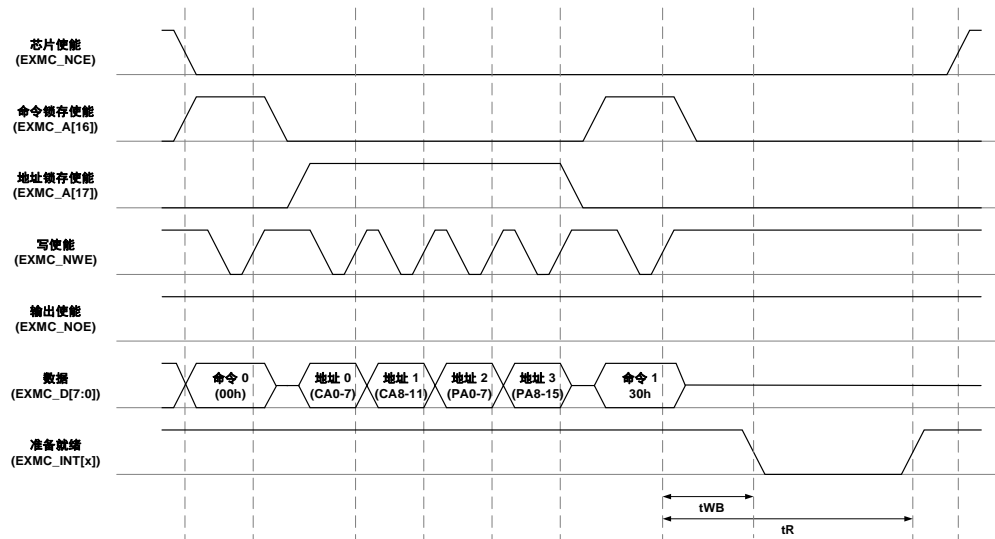 芯片使能
(EXMC_NCE)
命令锁存使能
(EXMC_A[16])
地址锁存使能
(EXMC_A[17])
写使能
(EXMC_NWE)
输出使能
(EXMC_NOE)
数据
(EXMC_D[7:0])
命令 0
(00h)
地址 0
(CA0-7)
地址 1
(CA8-11)
地址 2
(PA0-7)
地址 3
(PA8-15)
命令 1
30h
准备就绪
(EXMC_INT[x])
tWB
tR